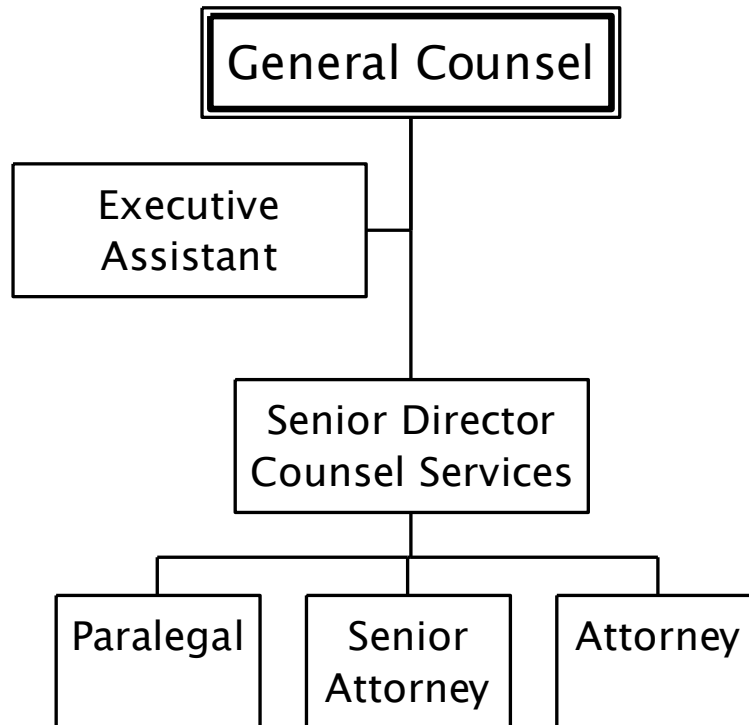 General Counsel
Executive
Assistant
Senior Director
Counsel Services
Paralegal
Senior
Attorney
Attorney